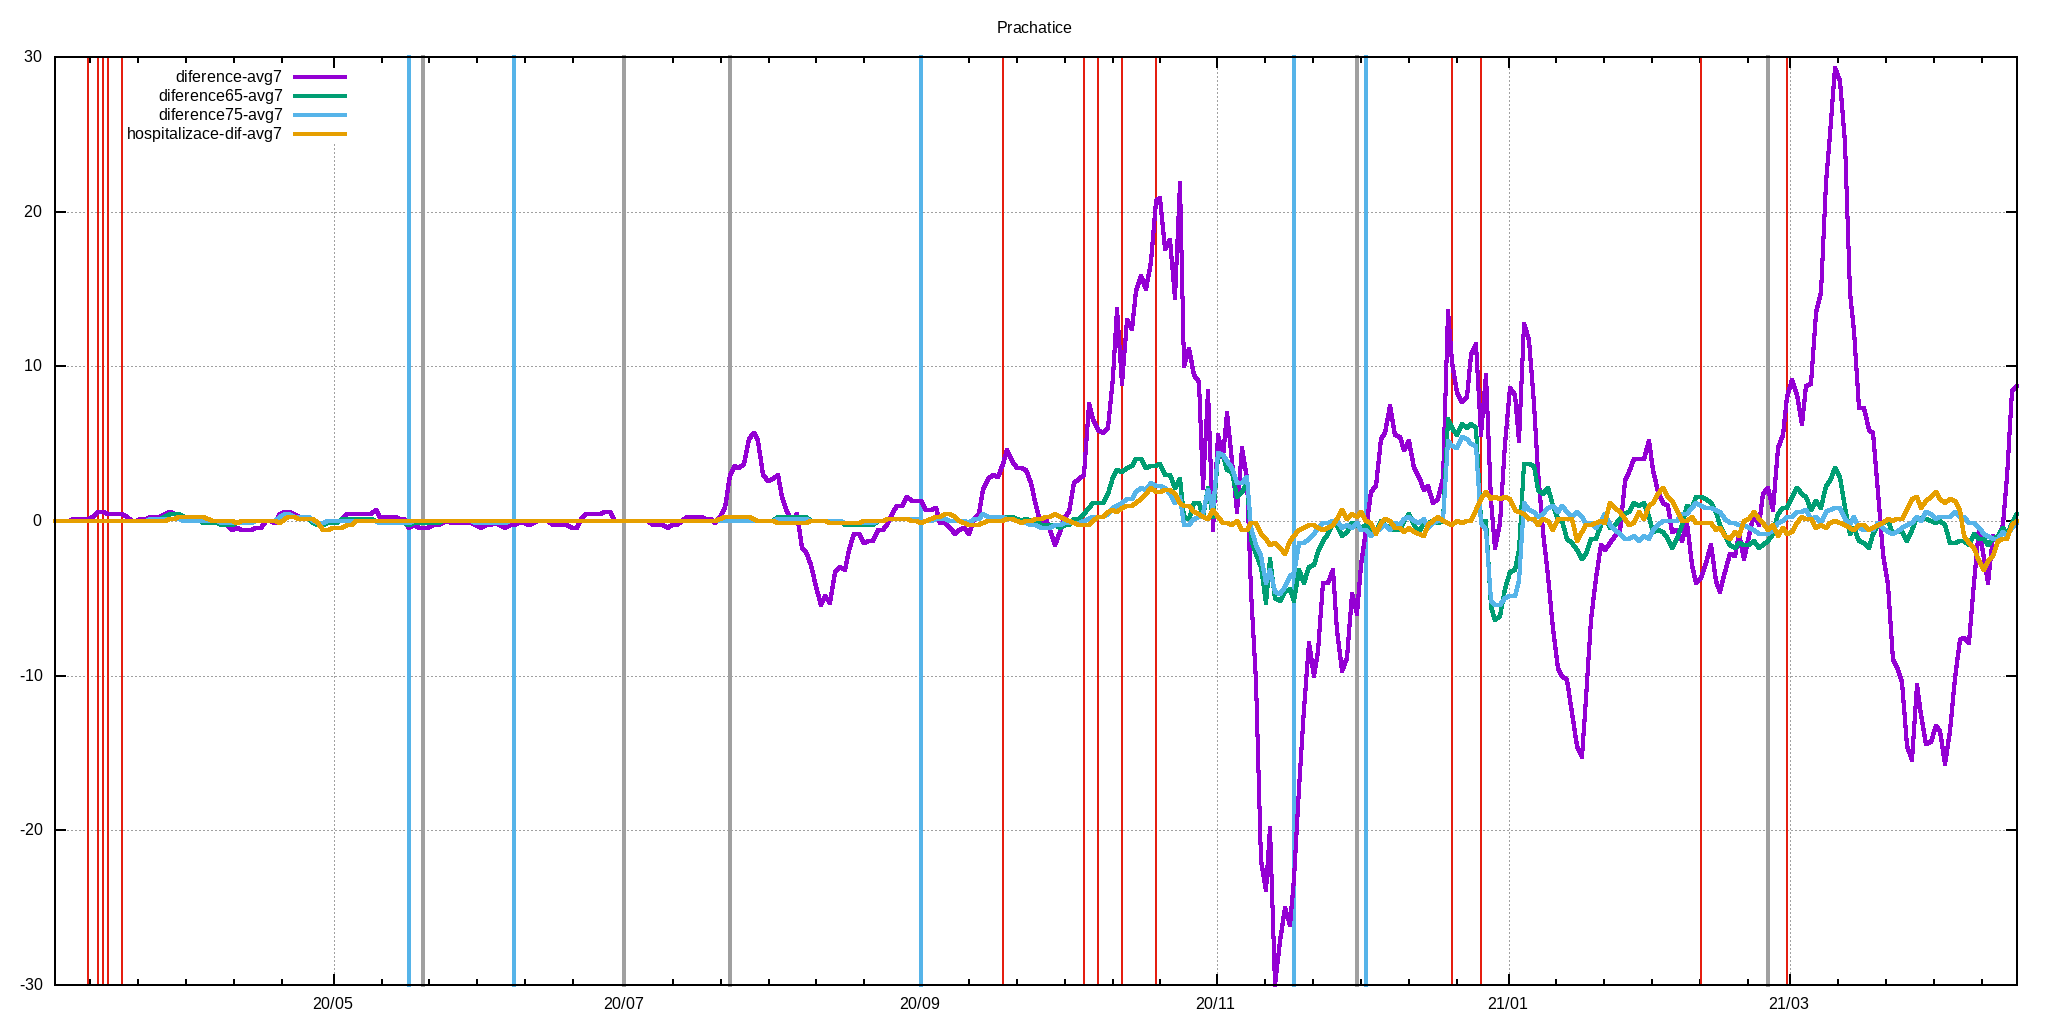 Prachatice
30
diference-avg7
diference65-avg7
diference75-avg7
hospitalizace-dif-avg7
20
10
0
-10
-20
-30
20/05 20/07 20/09 20/11 21/01 21/03